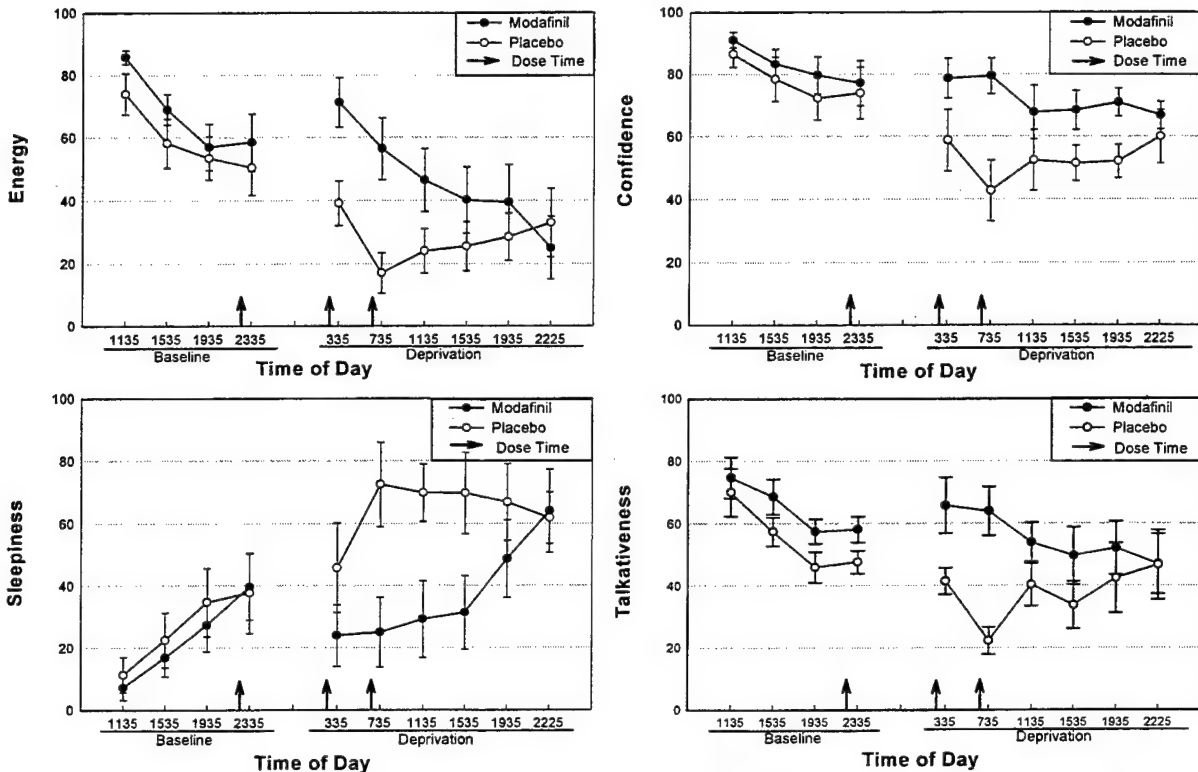 100
80
60
40
20
0
Energy
Modafinil
Placebo
Dose Time
1135 1535 1935 2335 335 735 1135 1535 1935 2225
Baseline Deprivation
Time of Day
100
80
60
40
20
0
Confidence
Modafinil
Placebo
Dose Time
1135 1535 1935 2335 335 735 1135 1535 1935 2225
Baseline Deprivation
Time of Day
100
80
60
40
20
0
Sleepiness
Modafinil
Placebo
Dose Time
1135 1535 1935 2335 335 735 1135 1535 1935 2225
Baseline Deprivation
Time of Day
100
80
60
40
20
0
Talkativeness
Modafinil
Placebo
Dose Time
1135 1535 1935 2335 335 735 1135 1535 1935 2225
Baseline Deprivation
Time of Day